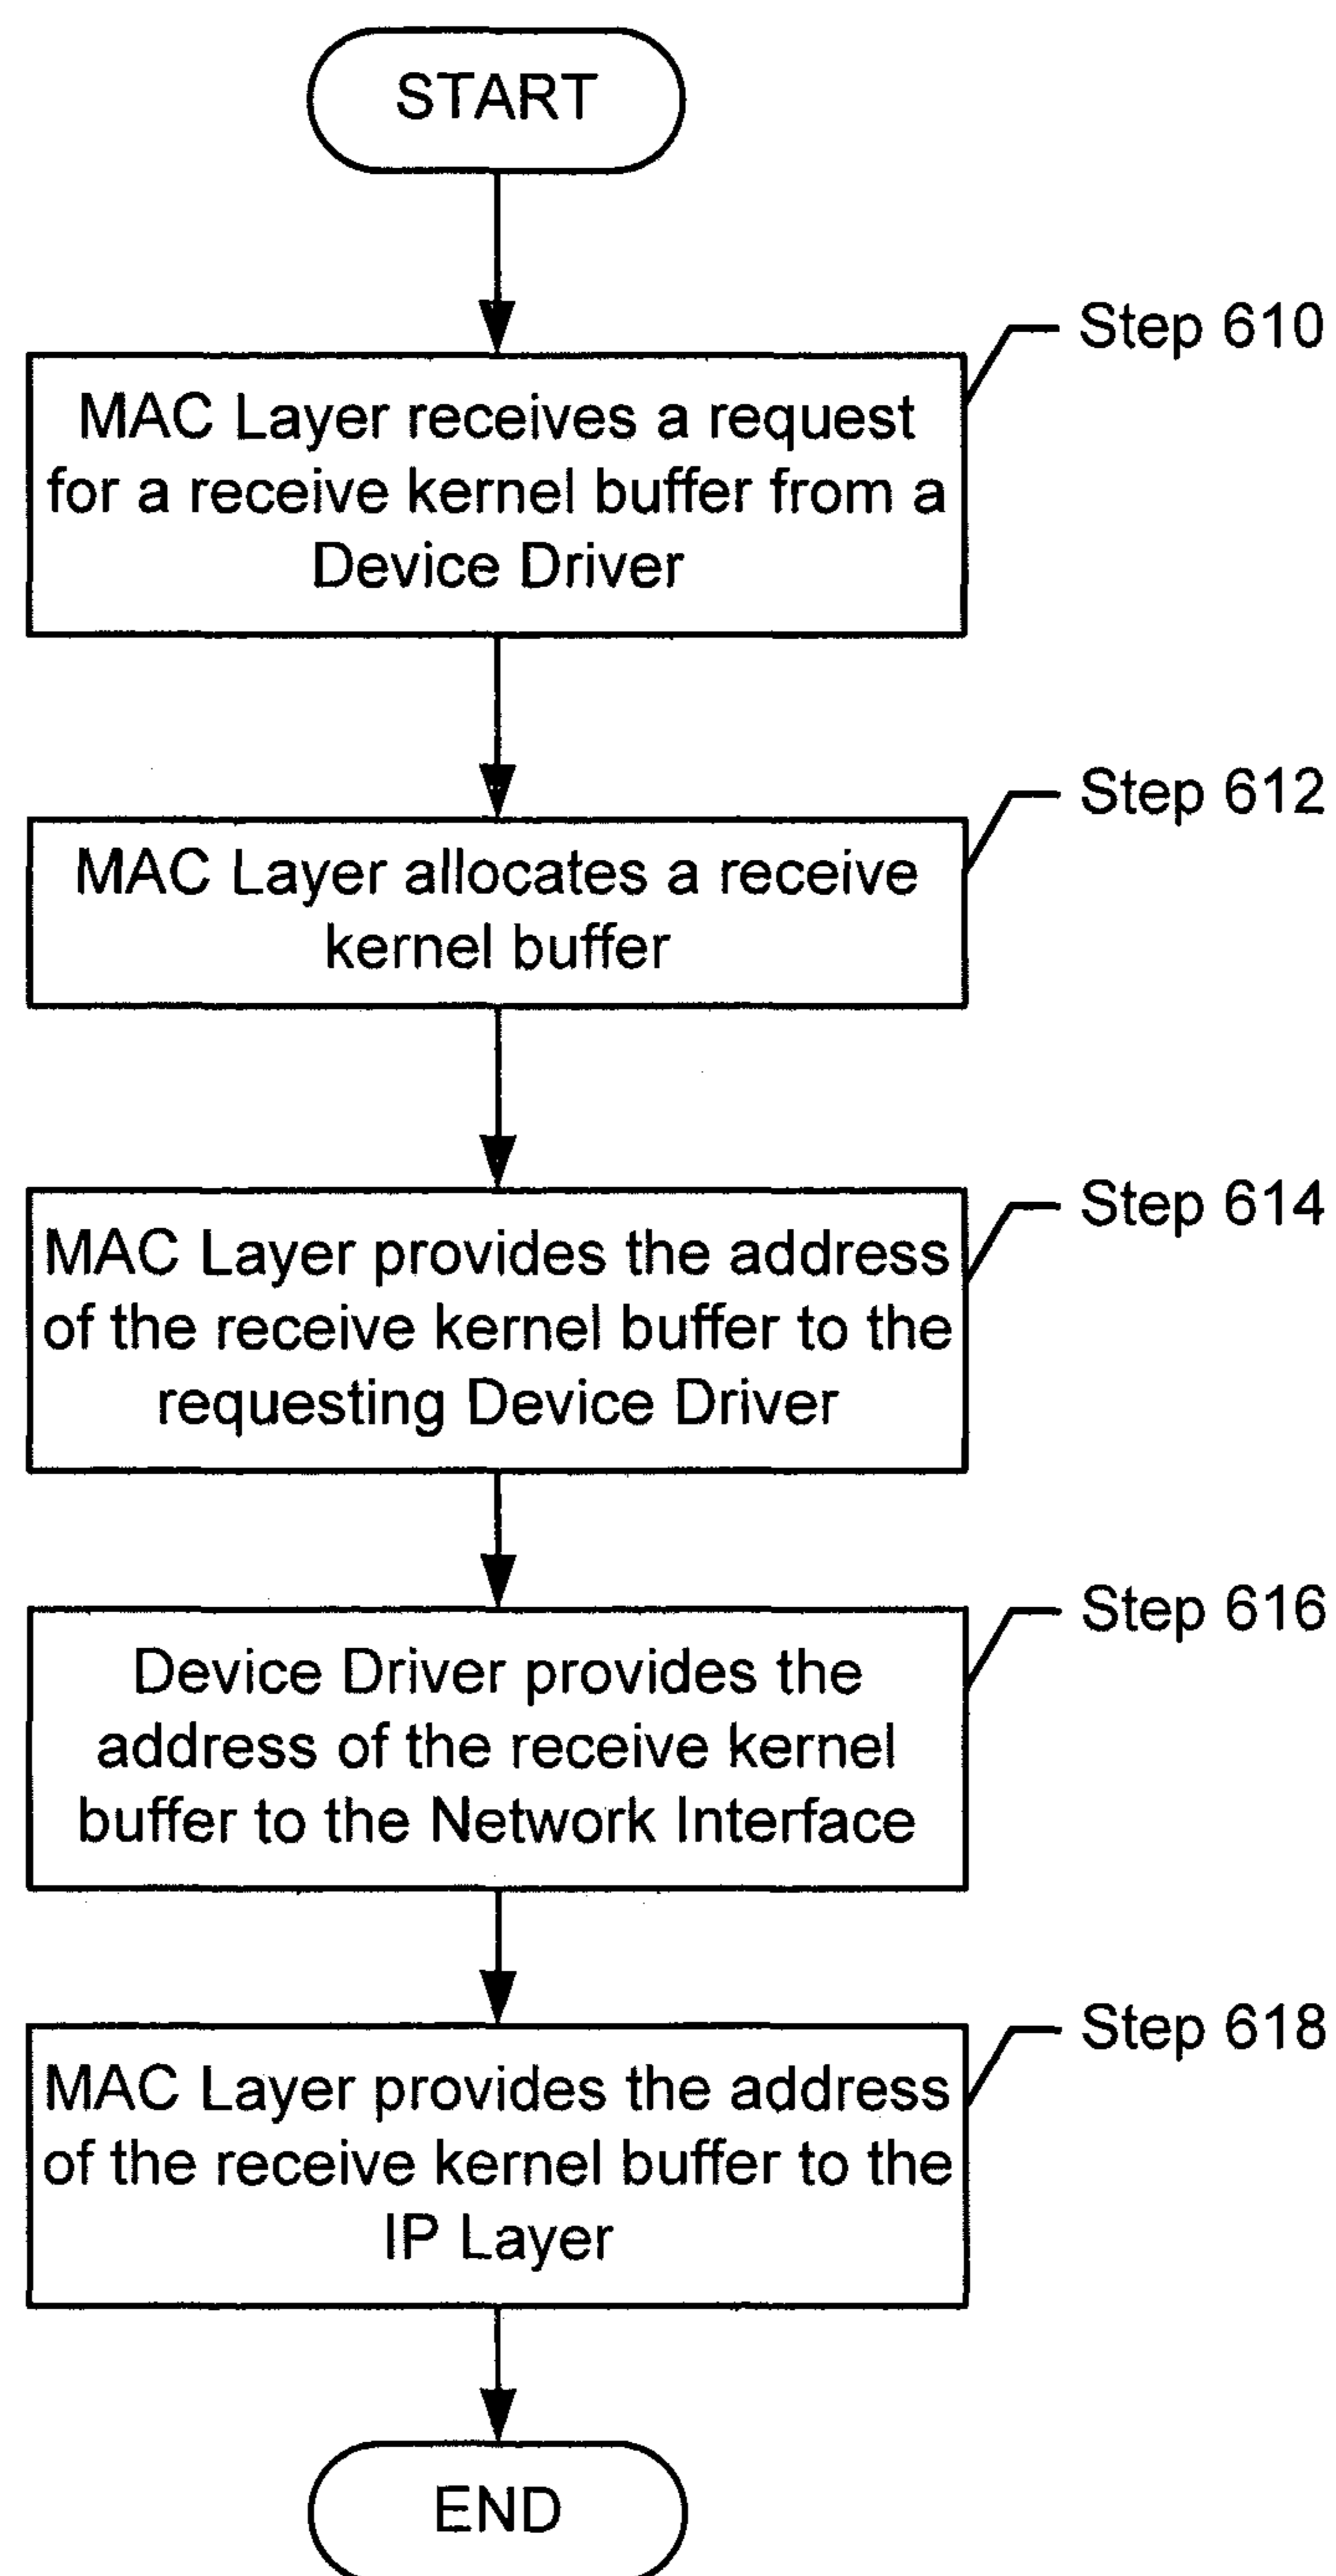 START
Step 610
MAC Layer receives a request
for a receive kernel buffer from a
Device Driver
Step 612
MAC Layer allocates a receive
kernel buffer
Step 614
MAC Layer provides the address
of the receive kernel buffer to the
requesting Device Driver
Step 616
Device Driver provides the
address of the receive kernel
buffer to the Network Interface
Step 618
MAC Layer provides the address
of the receive kernel buffer to the
IP Layer
END